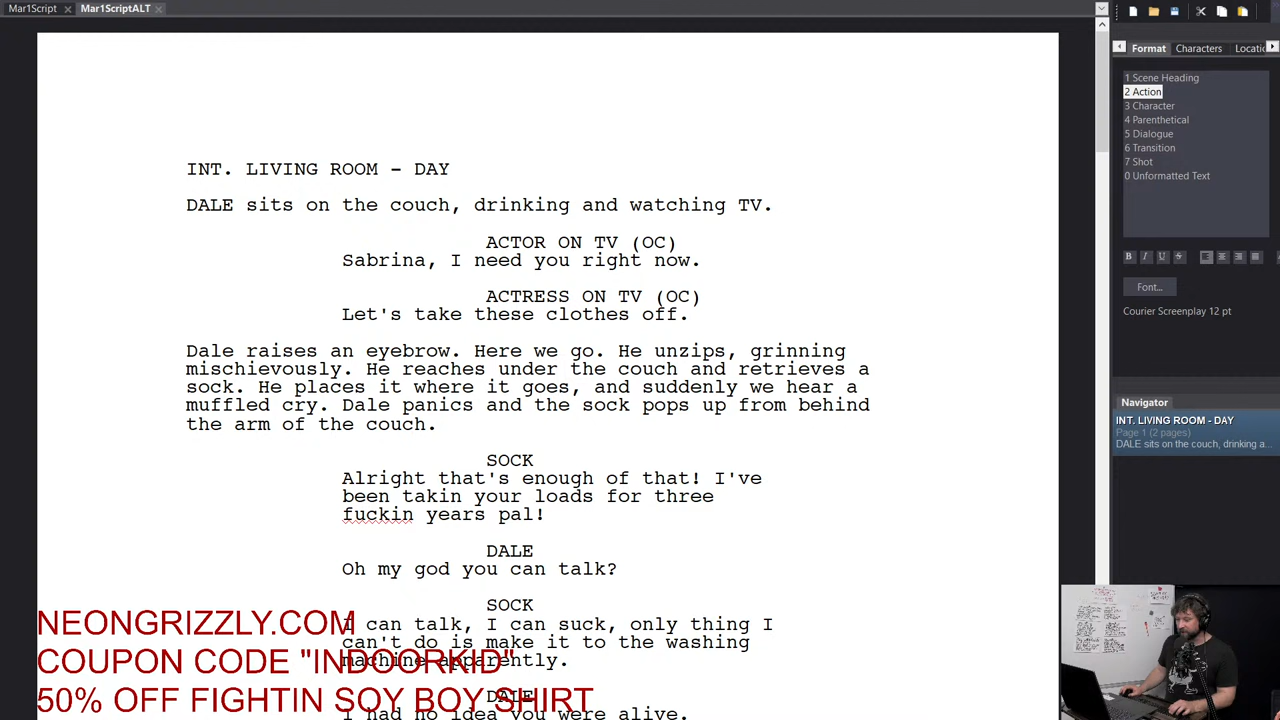 Mar1Script
Mar1ScriptALT
INT. LIVING ROOM - DAY
DALE sits on the couch, drinking and watching TV.
ACTOR ON TV (OC)
Sabrina, I need you right now.
ACTRESS ON TV (OC)
Let's take these clothes off.
Dale raises an eyebrow. Here we go. He unzips, grinning
mischievously. He reaches under the couch and retrieves a
sock. He places it where it goes, and suddenly we hear a
muffled cry. Dale panics and the sock pops up from behind
the arm of the couch.
SOCK
Alright that's enough of that! I've
been takin your loads for three
fuckin years pal!
DALE
Oh my god you can talk?
SOCK
I can talk, I can suck, only thing I
can't do is make it to the washing
machine apparently.
DALE
I had no idea you were alive.
NEONGRIZZLY.COM
COUPON CODE "INDOORKID"
50% OFF FIGHTIN SOY BOY SHIRT
Format
Characters
Locatio
1 Scene Heading
2 Action
3 Character
4 Parenthetical
5 Dialogue
6 Transition
7 Shot
0 Unformatted Text
B I U S
Font...
Courier Screenplay 12 pt
Navigator
INT. LIVING ROOM - DAY
Page 1 (2 pages)
DALE sits on the couch, drinking a...